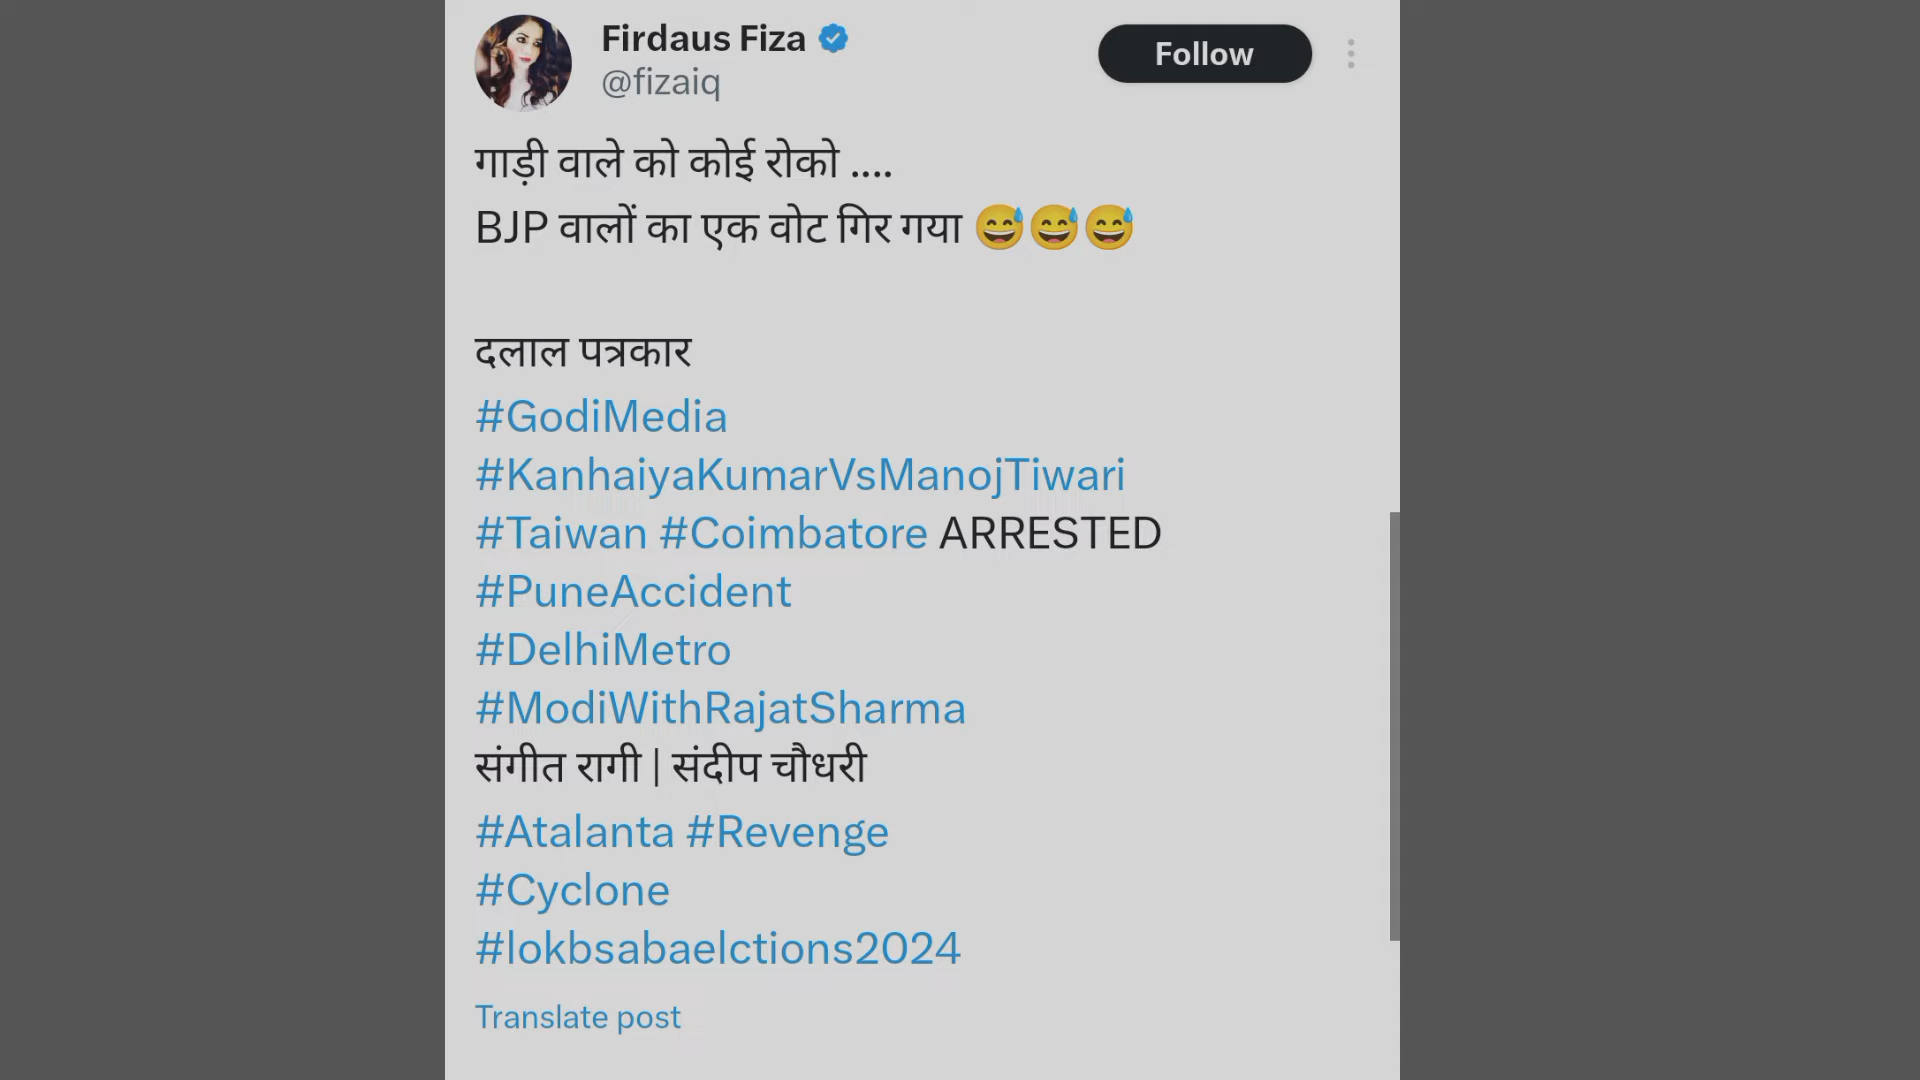 Firdaus Fiza
Follow
@fizaiq
गाड़ी वाले को कोई रोको ....
BJP वालों का एक वोट गिर गया 😅😅😅
दलाल पत्रकार
#GodiMedia
#KanhaiyaKumarVsManojTiwari
#Taiwan #Coimbatore ARRESTED
#PuneAccident
#DelhiMetro
#ModiWithRajatSharma
संगीत रागी | संदीप चौधरी
#Atalanta #Revenge
#Cyclone
#lokbsabaelctions2024
Translate post